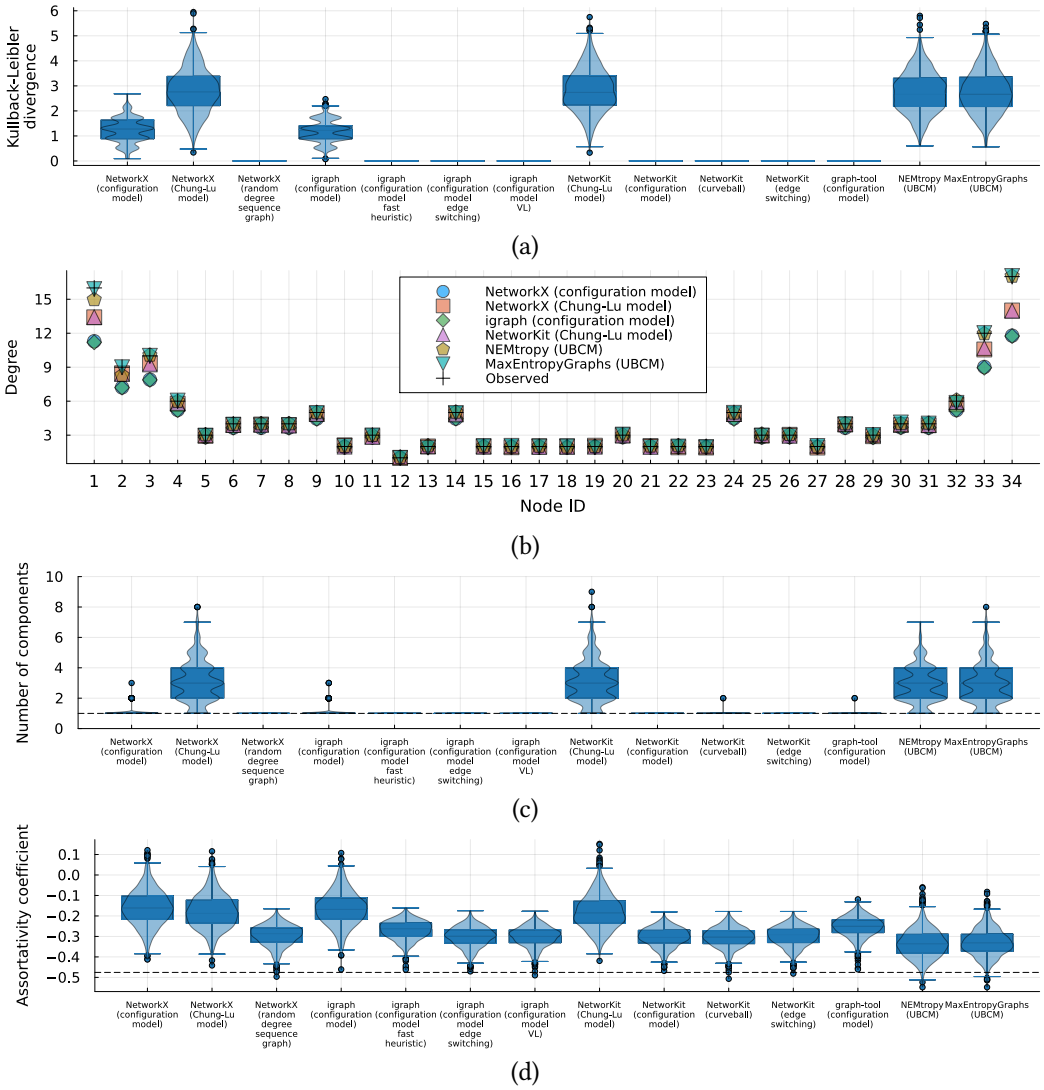 Kullback-Leibler
divergence
6
5
4
3
2
1
0
NetworkX
(configuration
model)
NetworkX
(Chung-Lu
model)
NetworkX
(random
degree
sequence
graph)
igraph
(configuration
model)
igraph
(configuration
model
fast
heuristic)
igraph
(configuration
model
edge
switching)
igraph
(configuration
model
VL)
NetworKit
(Chung-Lu
model)
NetworKit
(configuration
model)
NetworKit
(curveball)
NetworKit
(edge
switching)
graph-tool
(configuration
model)
NEMtropy
(UBCM)
MaxEntropyGraphs
(UBCM)
(a)
Degree
15
12
9
6
3
NetworkX (configuration model)
NetworkX (Chung-Lu model)
igraph (configuration model)
NetworKit (Chung-Lu model)
NEMtropy (UBCM)
MaxEntropyGraphs (UBCM)
Observed
1 2 3 4 5 6 7 8 9 10 11 12 13 14 15 16 17 18 19 20 21 22 23 24 25 26 27 28 29 30 31 32 33 34
Node ID
(b)
Number of components
10
8
6
4
2
0
NetworkX
(configuration
model)
NetworkX
(Chung-Lu
model)
NetworkX
(random
degree
sequence
graph)
igraph
(configuration
model)
igraph
(configuration
model
fast
heuristic)
igraph
(configuration
model
edge
switching)
igraph
(configuration
model
VL)
NetworKit
(Chung-Lu
model)
NetworKit
(configuration
model)
NetworKit
(curveball)
NetworKit
(edge
switching)
graph-tool
(configuration
model)
NEMtropy
(UBCM)
MaxEntropyGraphs
(UBCM)
(c)
Assortativity coefficient
0.1
0.0
−0.1
−0.2
−0.3
−0.4
−0.5
NetworkX
(configuration
model)
NetworkX
(Chung-Lu
model)
NetworkX
(random
degree
sequence
graph)
igraph
(configuration
model)
igraph
(configuration
model
fast
heuristic)
igraph
(configuration
model
edge
switching)
igraph
(configuration
model
VL)
NetworKit
(Chung-Lu
model)
NetworKit
(configuration
model)
NetworKit
(curveball)
NetworKit
(edge
switching)
graph-tool
(configuration
model)
NEMtropy
(UBCM)
MaxEntropyGraphs
(UBCM)
(d)